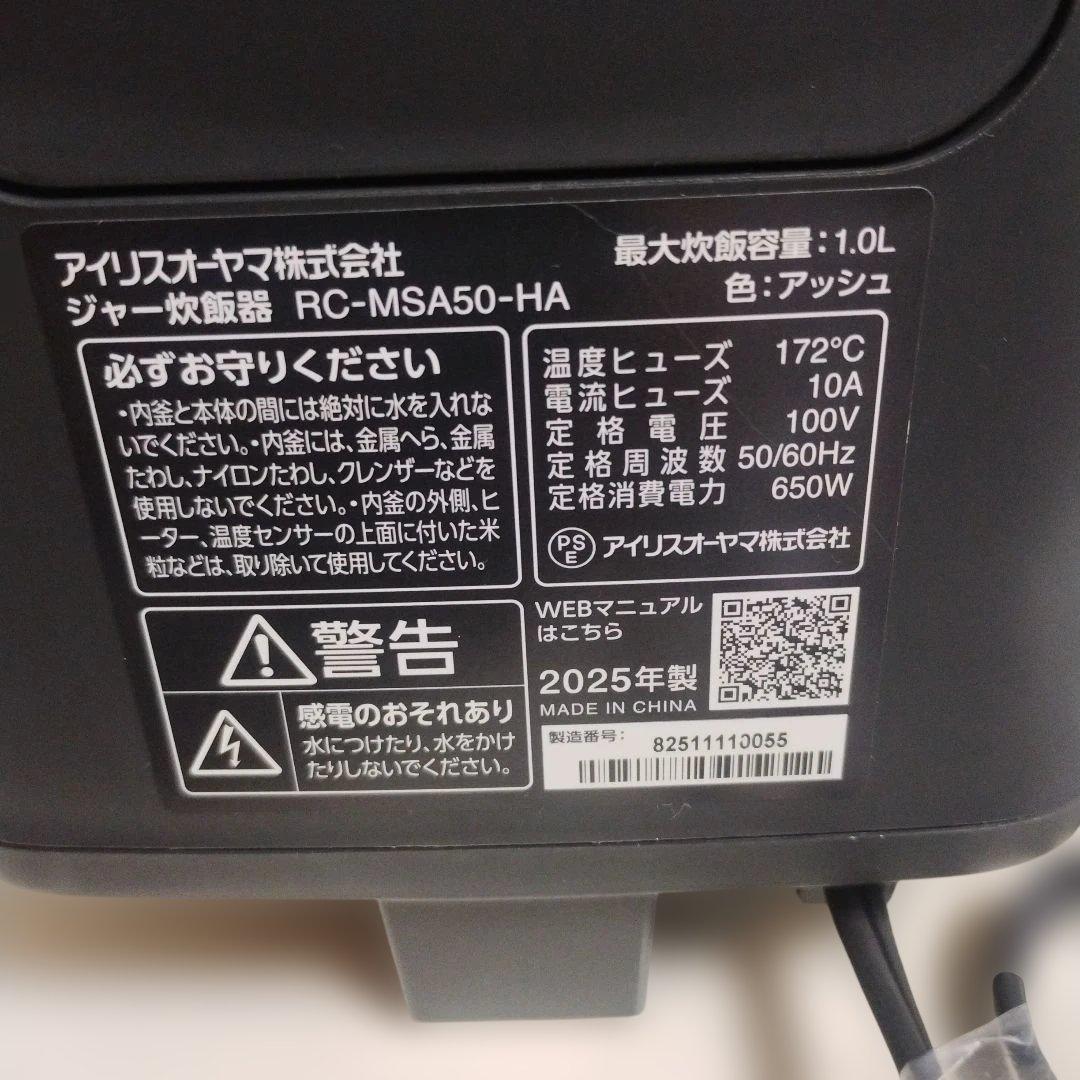 アイリスオーヤマ株式会社
ジャー炊飯器 RC-MSA50-HA
最大炊飯容量:1.0L
色:アッシュ
必ずお守りください
・内釜と本体の間には絶対に水を入れな
いでください。・内釜には、金属へら、金属
たわし、ナイロンたわし、クレンザーなどを
使用しないでください。・内釜の外側、ヒ
ーター、温度センサーの上面に付いた米
粒などは、取り除いて使用してください。
温度ヒューズ 172℃
電流ヒューズ 10A
定格電圧 100V
定格周波数 50/60Hz
定格消費電力 650W
PSE アイリスオーヤマ株式会社
警告
感電のおそれあり
水につけたり、水をかけ
たりしないでください。
WEBマニュアル
はこちら
2025年製
MADE IN CHINA
製造番号: 82511110055